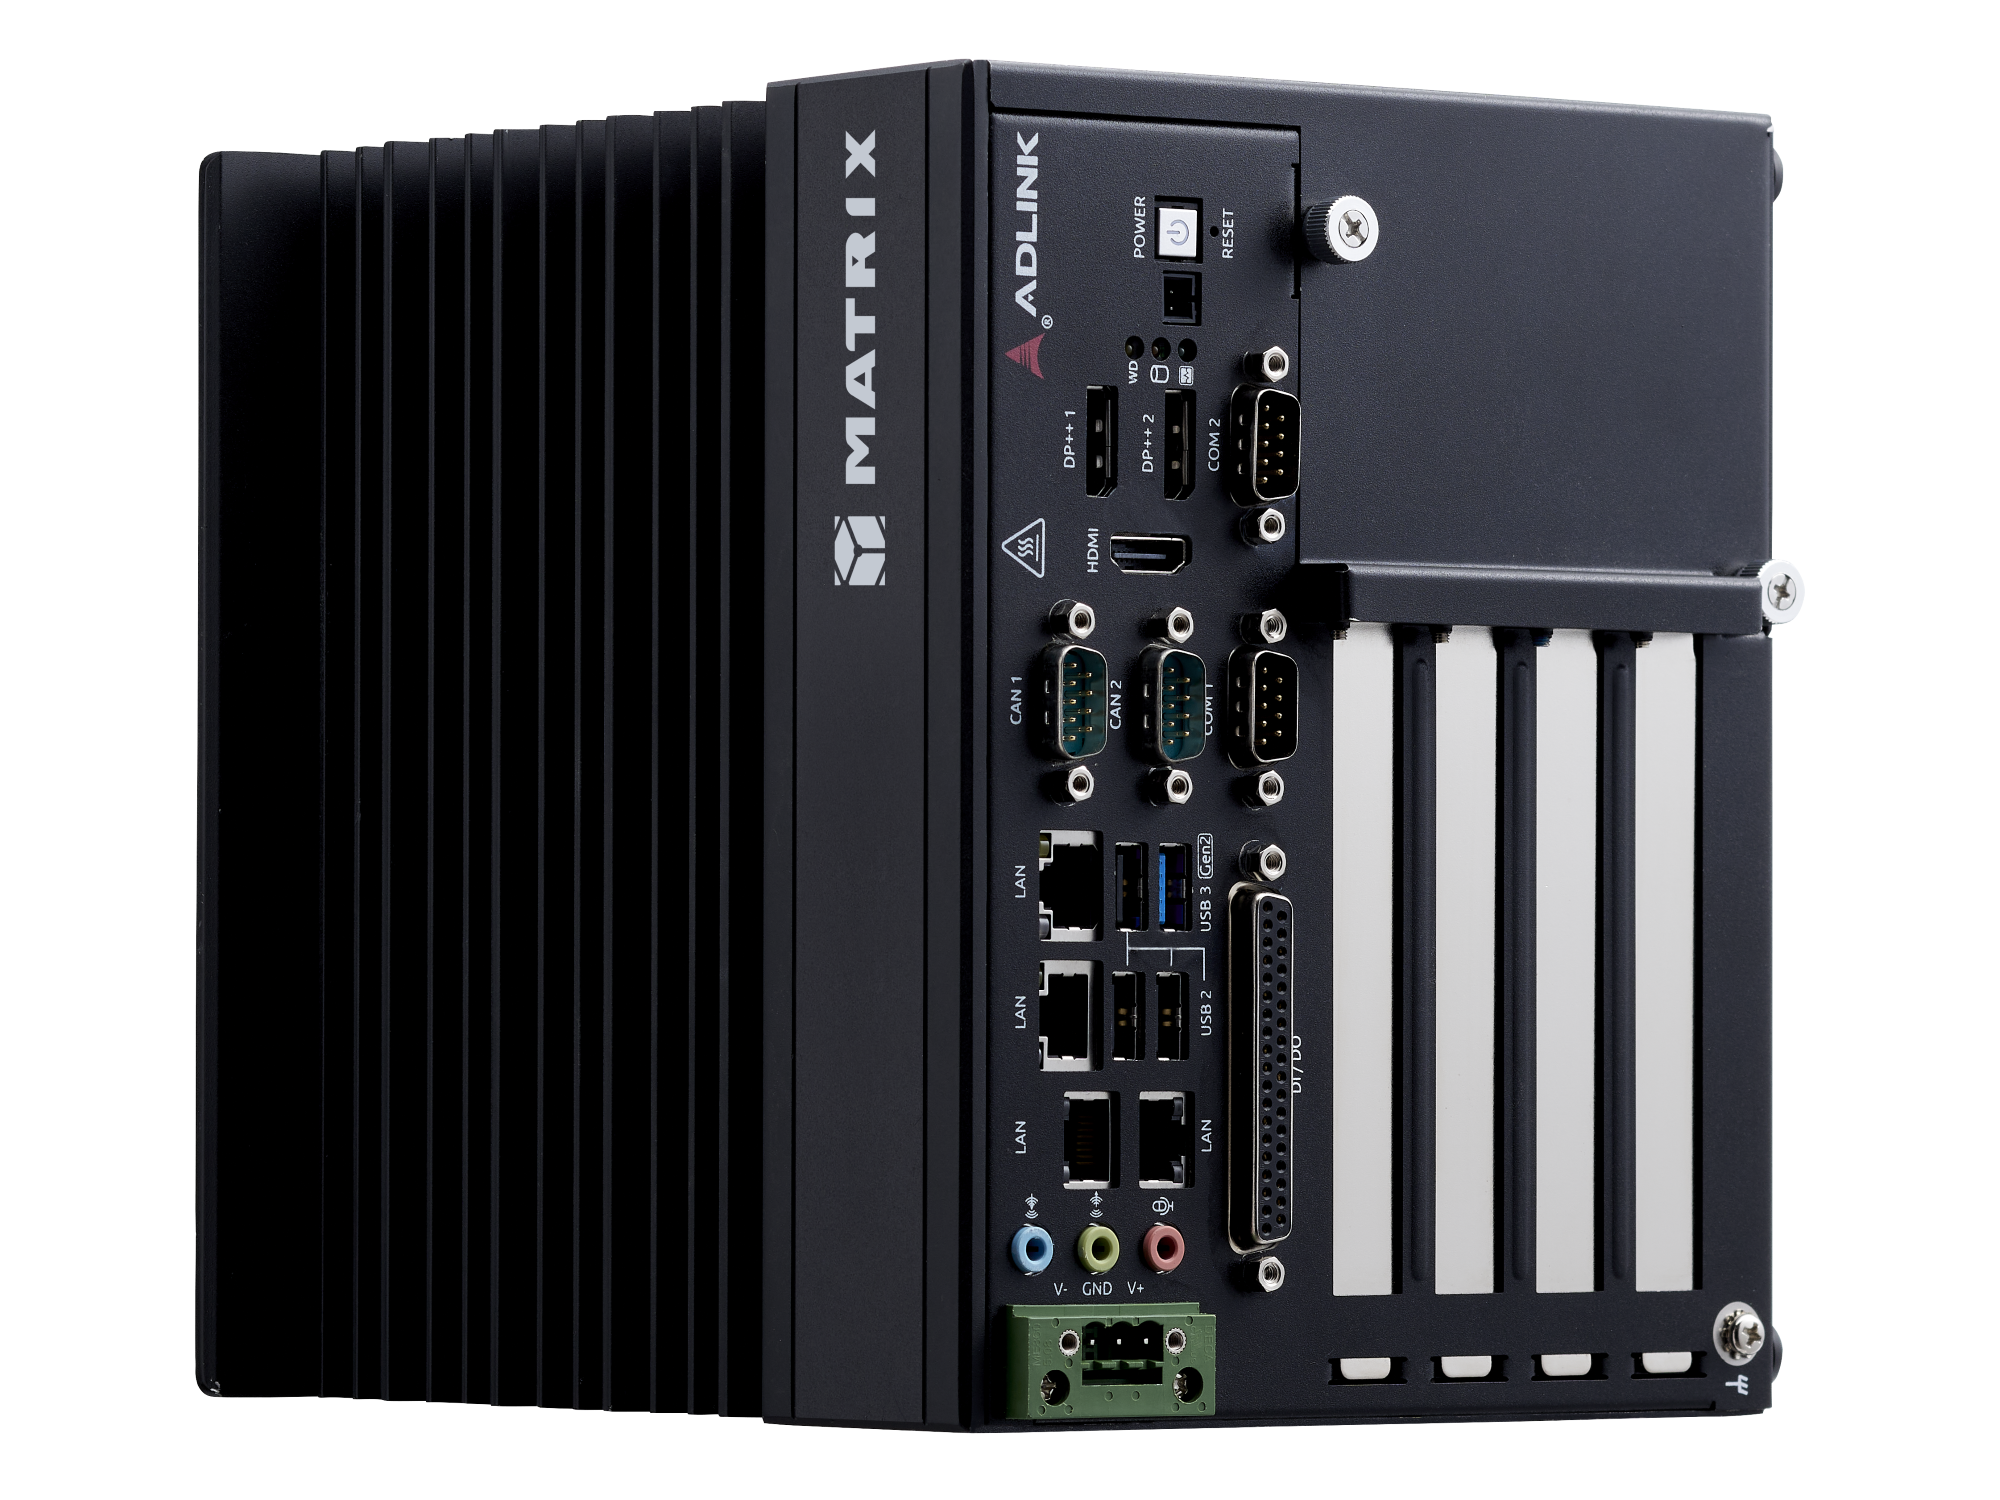 MATRIX
ADLINK®
POWER
RESET
WD
DP++ 1
DP++ 2
COM 2
HDMI
CAN 1
CAN 2
COM 1
LAN
USB 3 Gen2
LAN
USB 2
DI / DO
LAN
LAN
V- GND V+